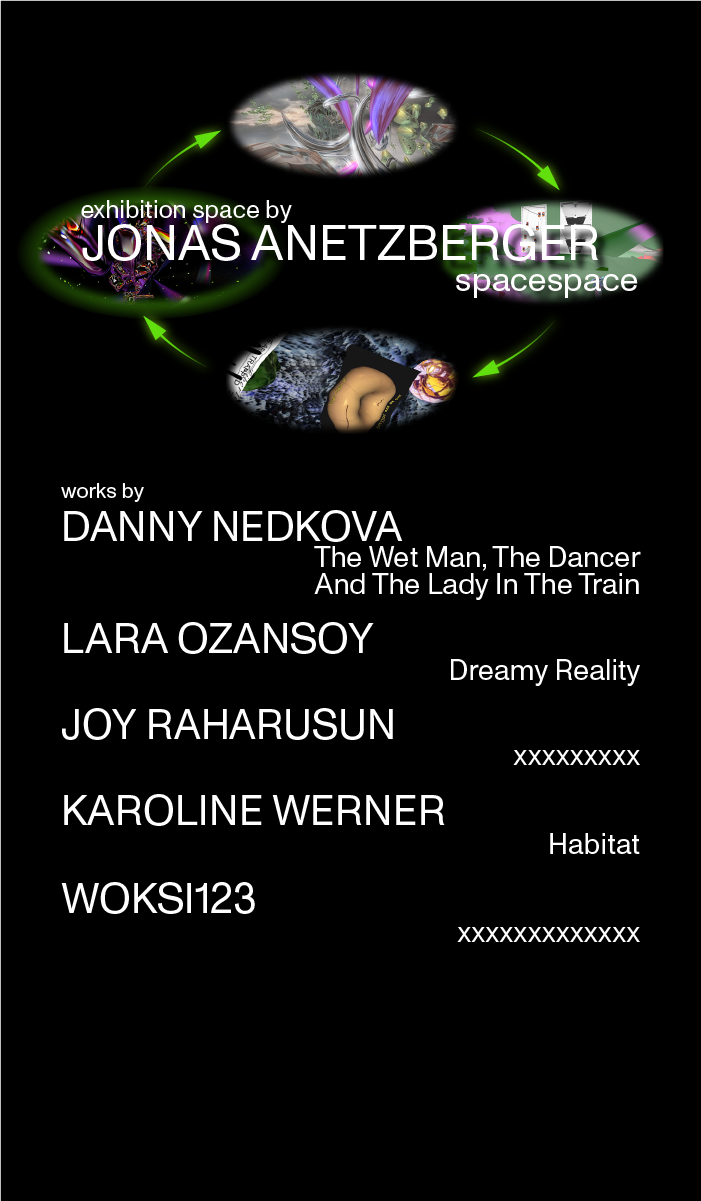 exhibition space by
JONAS ANETZBERGER
spacespace
works by
DANNY NEDKOVA
The Wet Man, The Dancer
And The Lady In The Train
LARA OZANSOY
Dreamy Reality
JOY RAHARUSUN
xxxxxxxxx
KAROLINE WERNER
Habitat
WOKSI123
xxxxxxxxxxxxx